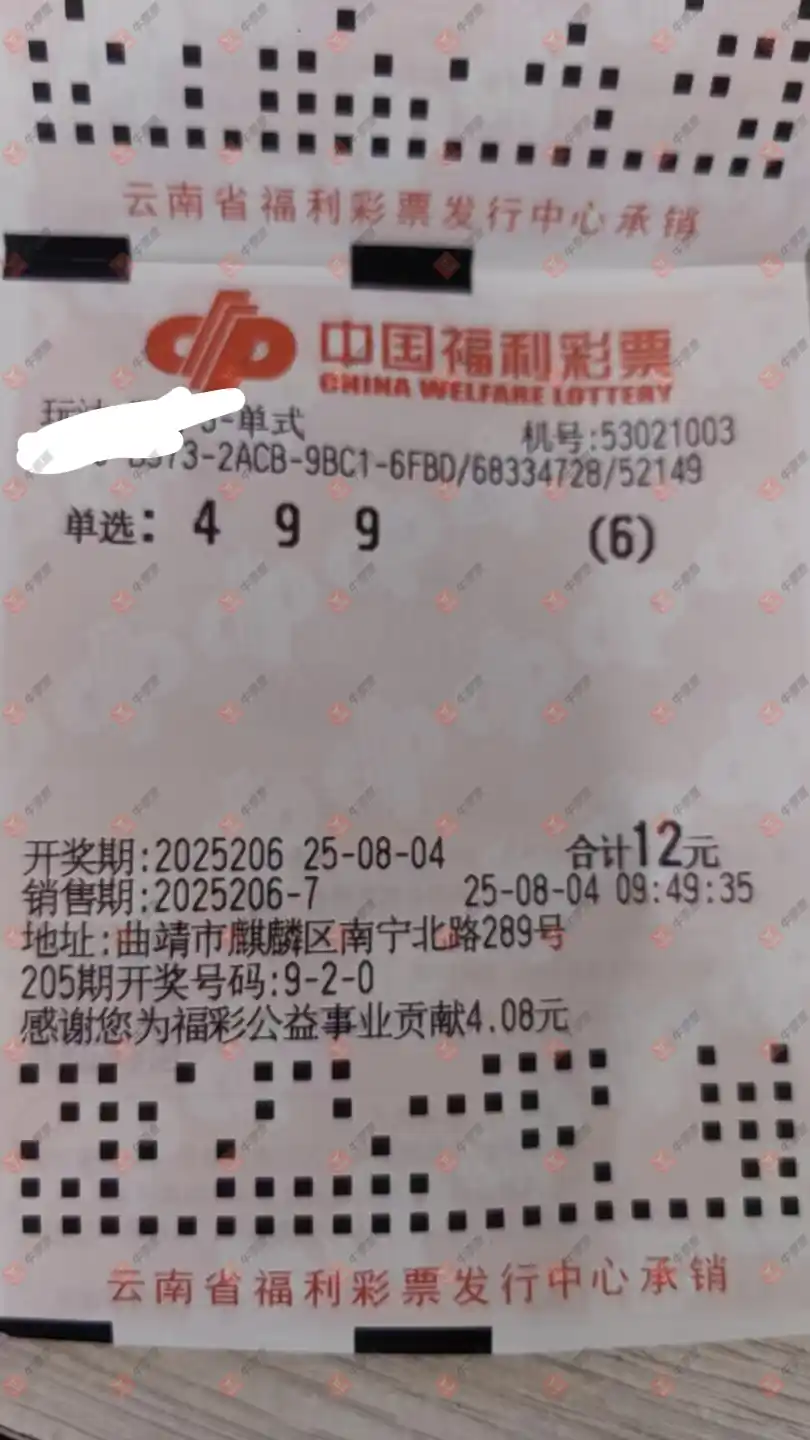 云南省福利彩票发行中心承销
中国福利彩票
CHINA WELFARE LOTTERY
-单式
机号:53021003
73-2ACB-9BC1-6FBD/68334728/52149
单选: 4 9 9 (6)
开奖期:2025206 25-08-04 合计12元
销售期:2025206-7 25-08-04 09:49:35
地址:曲靖市麒麟区南宁北路289号
205期开奖号码:9-2-0
感谢您为福彩公益事业贡献4.08元
云南省福利彩票发行中心承销